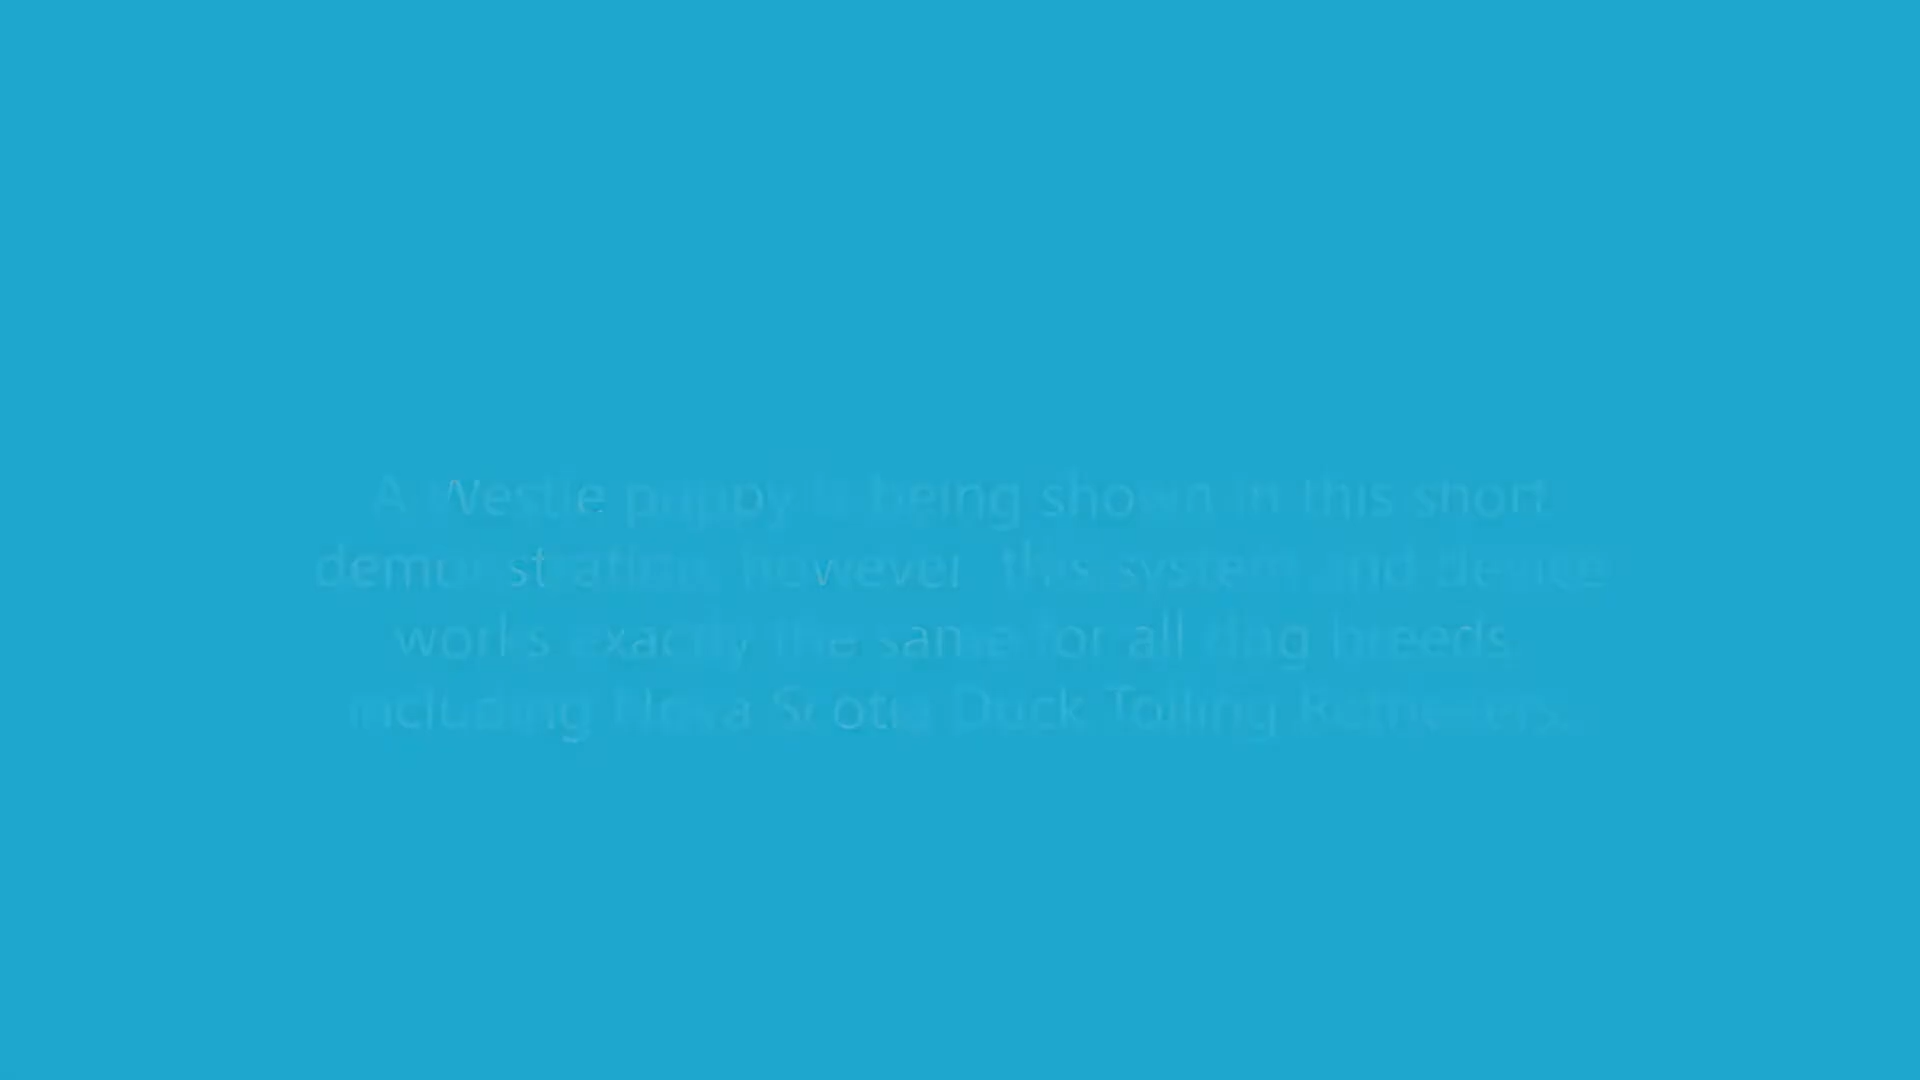 A Westie puppy is being shown in this short
demonstration, however, this system and device
works exactly the same for all dog breeds,
including Nova Scotia Duck Tolling Retrievers.